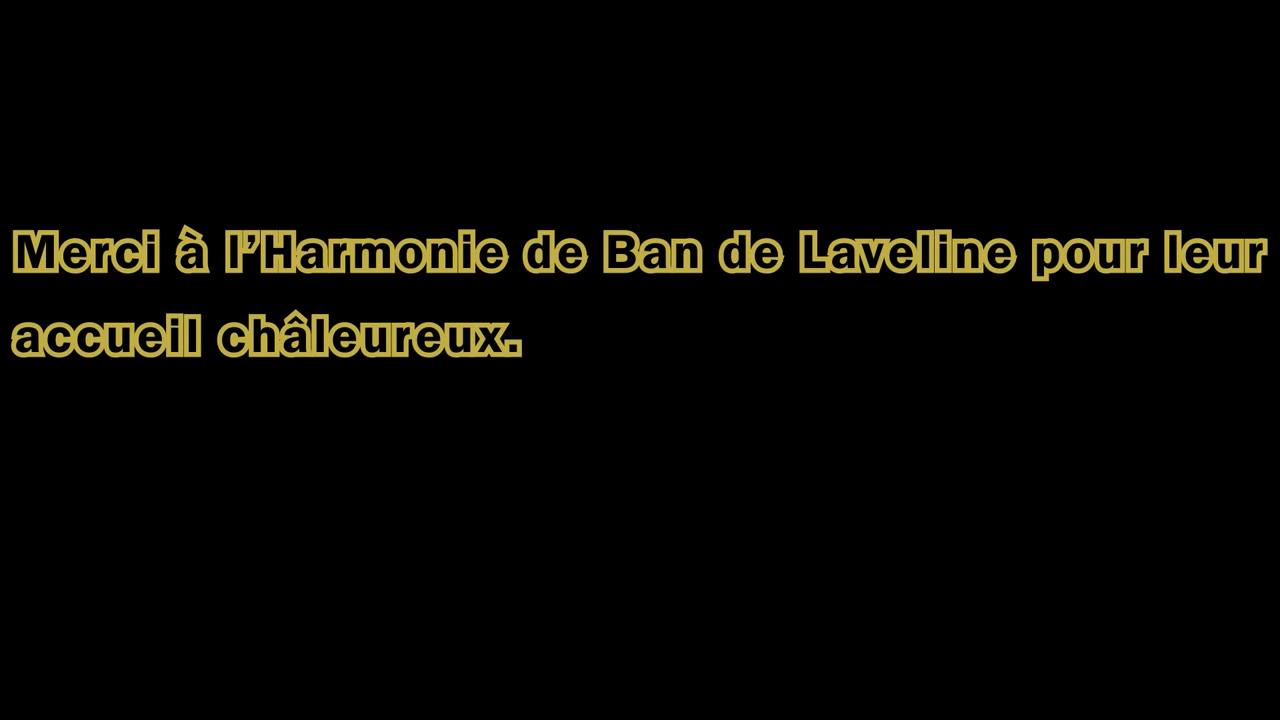 Merci à l’Harmonie de Ban de Laveline pour leur
accueil châleureux.